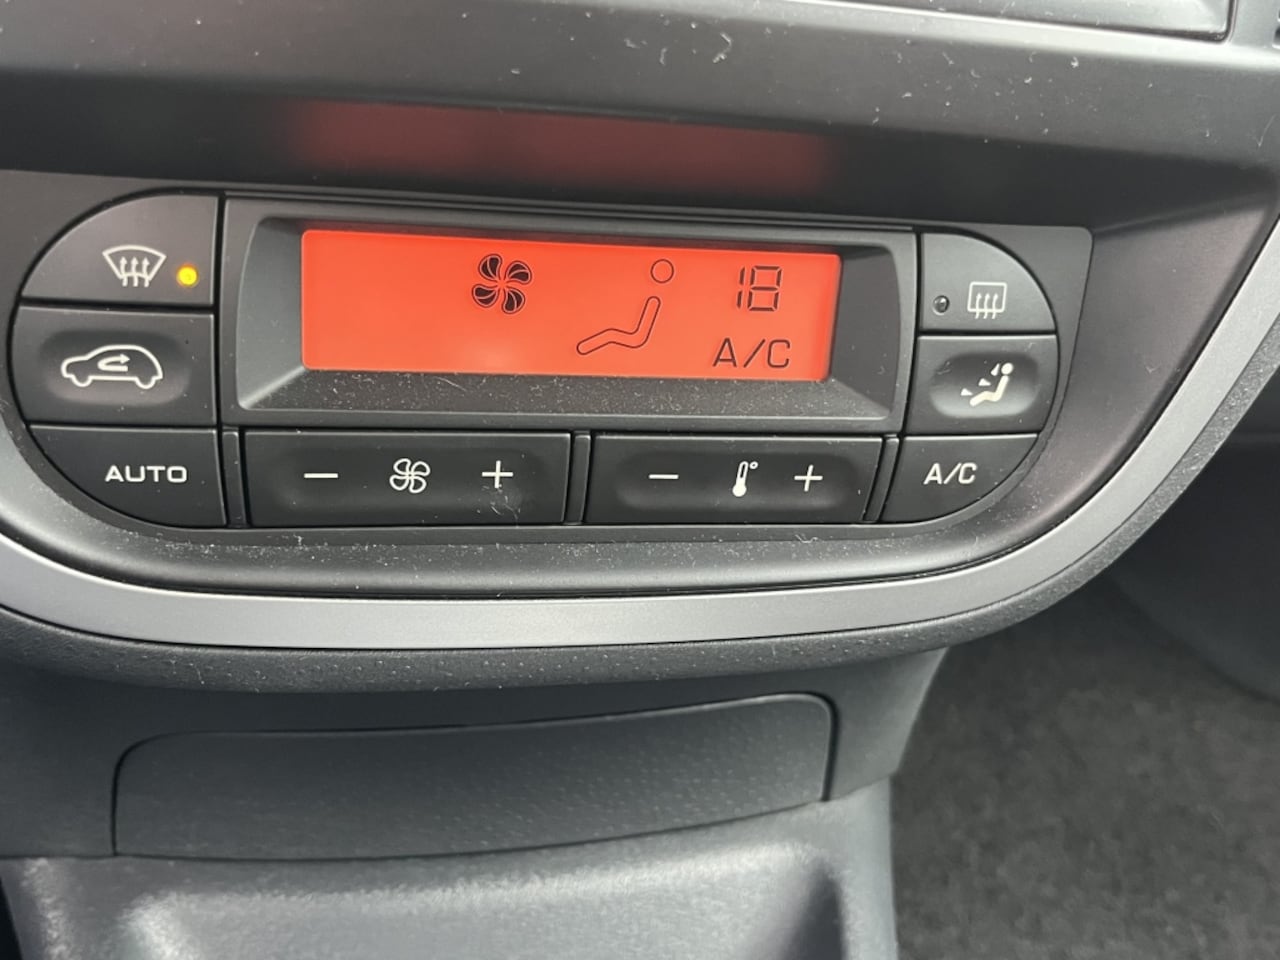 18
A/C
AUTO
- +
- ° +
A/C